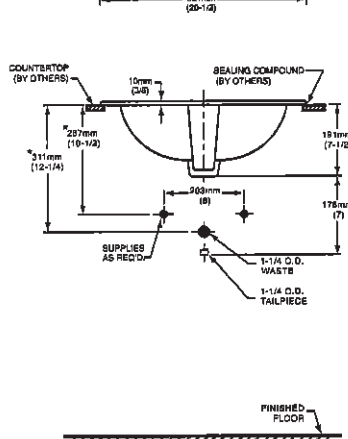 (20-1/2)
COUNTERTOP
(BY OTHERS)
10mm
(3/8)
SEALING COMPOUND
(BY OTHERS)
*267mm
(10-1/2)
*311mm
(12-1/4)
191mm
(7-1/2
203mm
(8)
178mm
(7)
SUPPLIES
AS REQ'D.
1-1/4 O.D.
WASTE
1-1/4 O.D.
TAILPIECE
FINISHED
FLOOR